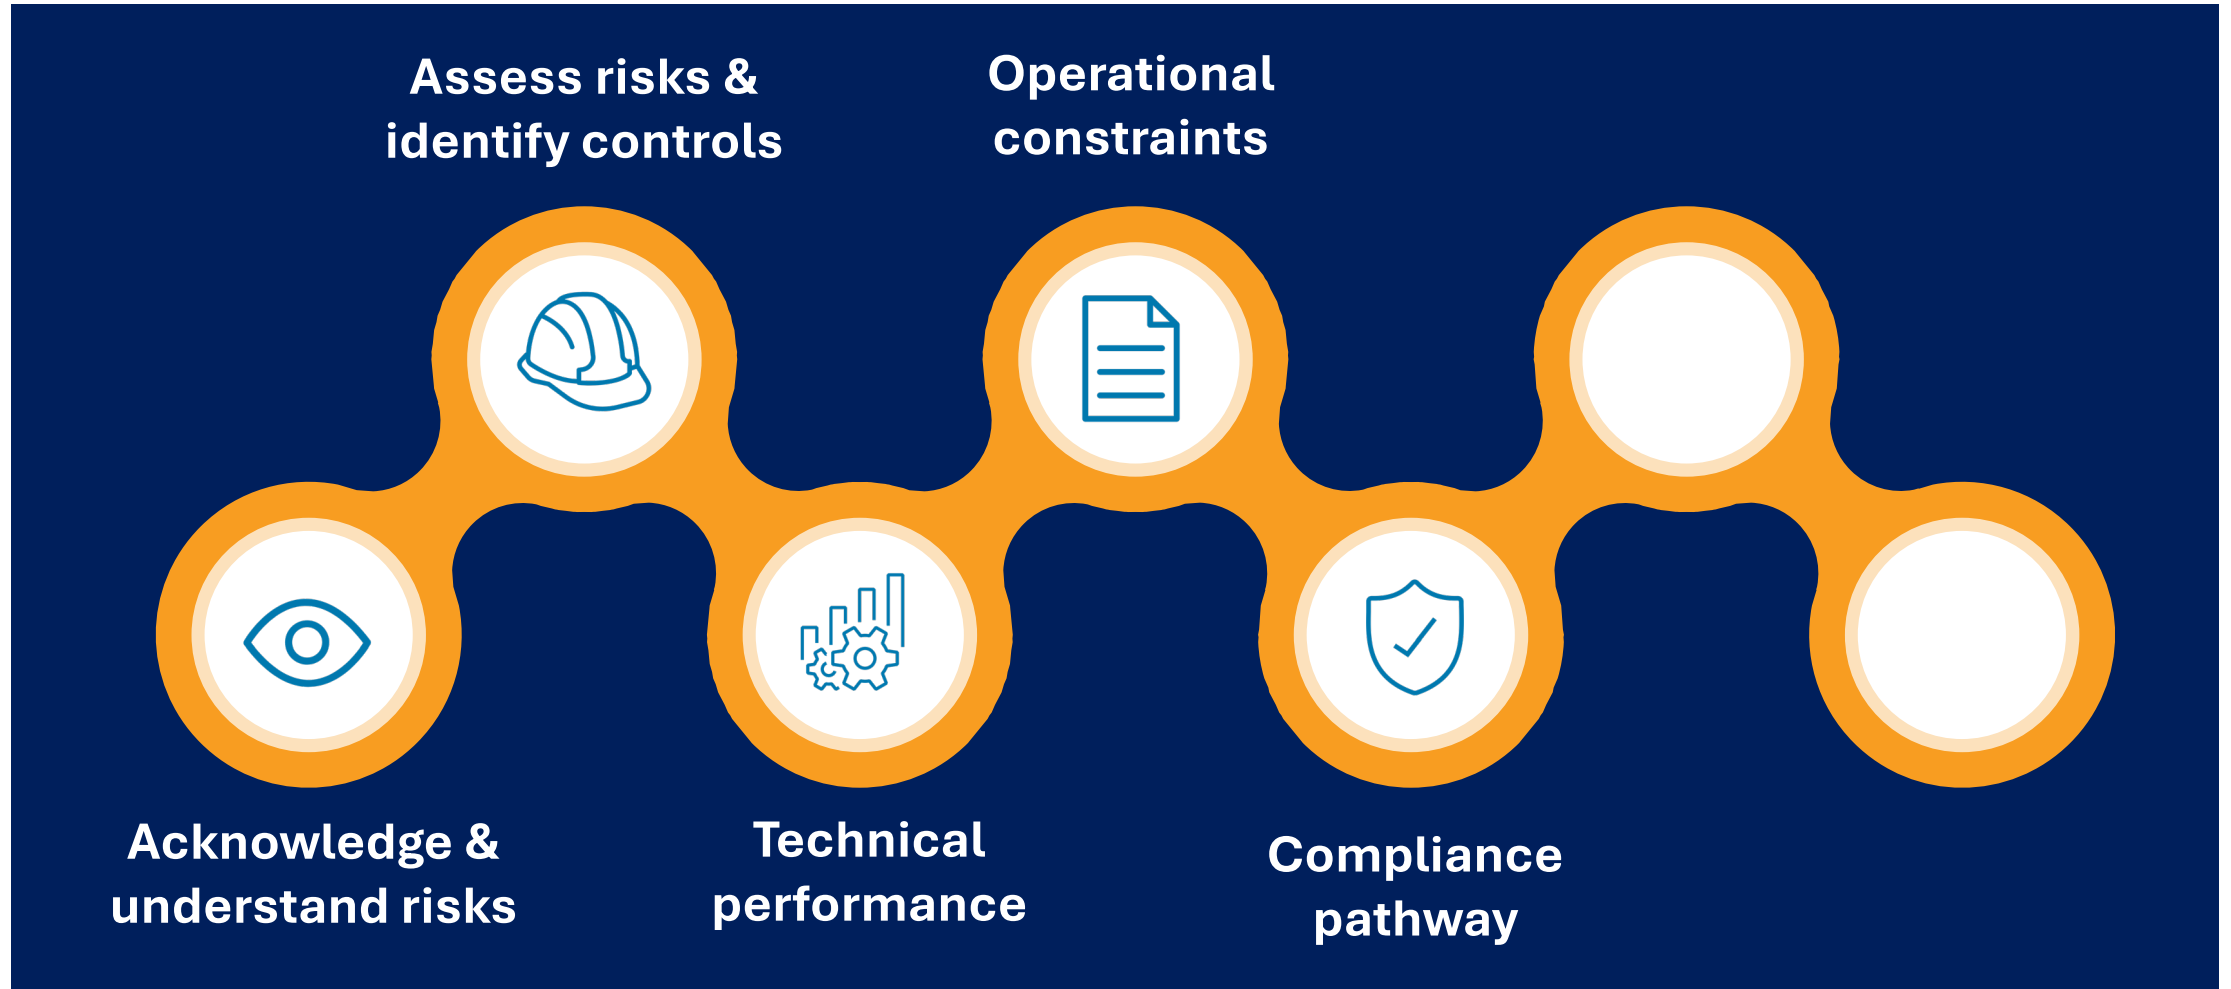 Assess risks &
identify controls
Operational
constraints
Acknowledge &
understand risks
Technical
performance
Compliance
pathway